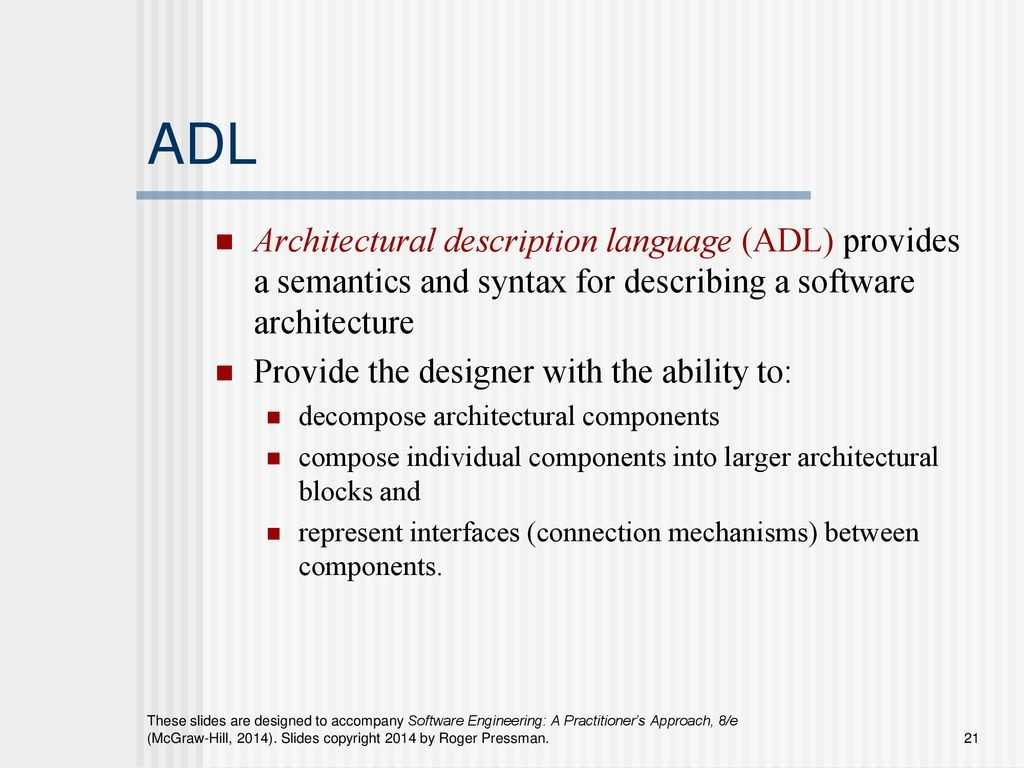 ADL
Architectural description language (ADL) provides
a semantics and syntax for describing a software
architecture
Provide the designer with the ability to:
decompose architectural components
compose individual components into larger architectural
blocks and
represent interfaces (connection mechanisms) between
components.
These slides are designed to accompany Software Engineering: A Practitioner’s Approach, 8/e
(McGraw-Hill, 2014). Slides copyright 2014 by Roger Pressman.
21